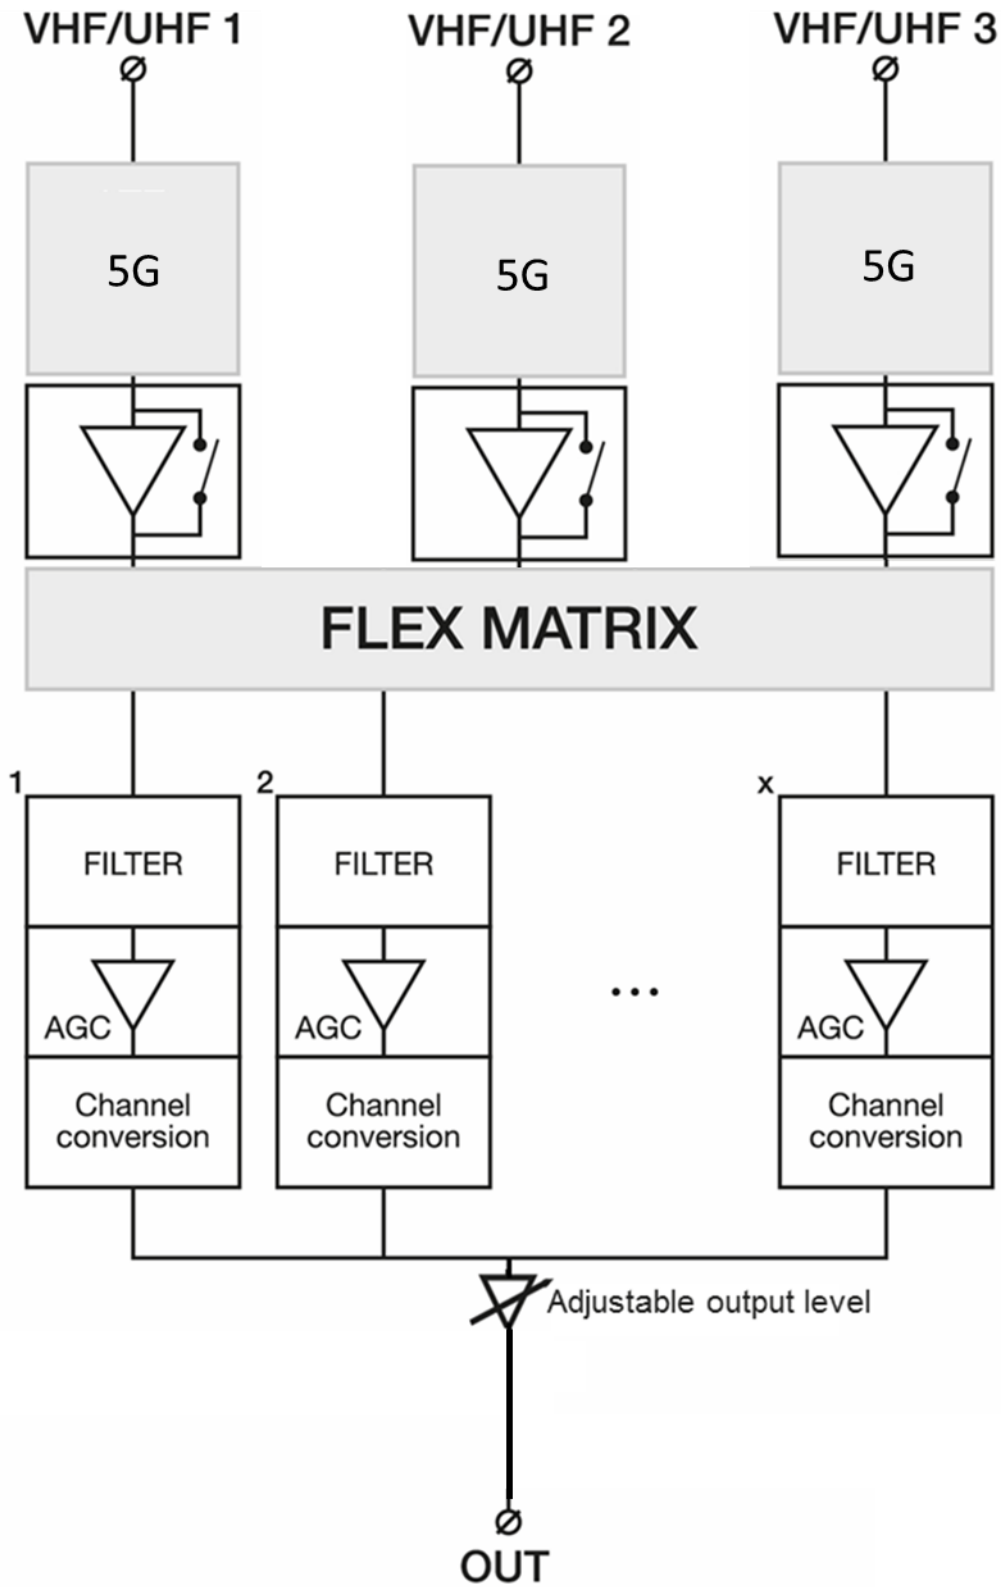 VHF/UHF 1
VHF/UHF 2
VHF/UHF 3
5G
5G
5G
FLEX MATRIX
1
2
x
FILTER
FILTER
FILTER
AGC
AGC
...
AGC
Channel
conversion
Channel
conversion
Channel
conversion
Adjustable output level
OUT